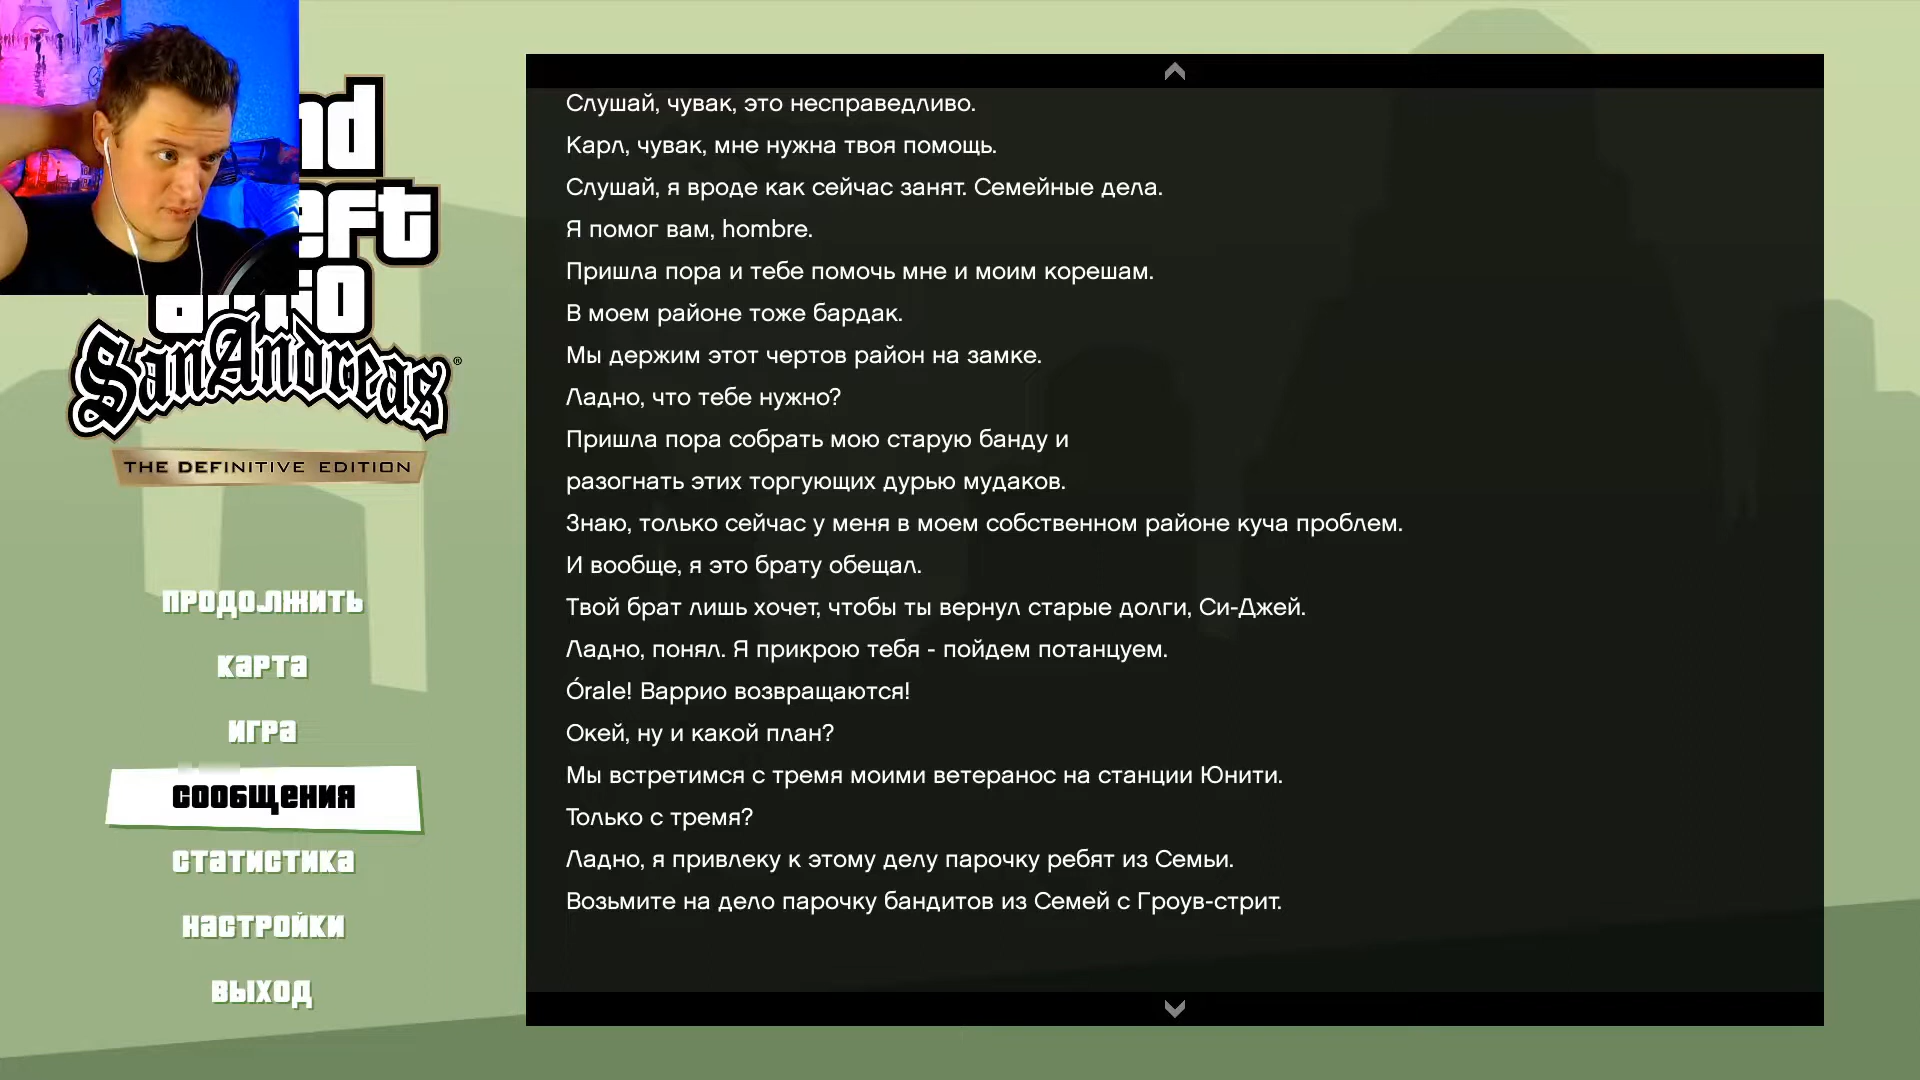 Слушай, чувак, это несправедливо.
Карл, чувак, мне нужна твоя помощь.
Слушай, я вроде как сейчас занят. Семейные дела.
Я помог вам, hombre.
Пришла пора и тебе помочь мне и моим корешам.
В моем районе тоже бардак.
Мы держим этот чертов район на замке.
Ладно, что тебе нужно?
Пришла пора собрать мою старую банду и
разогнать этих торгующих дурью мудаков.
Знаю, только сейчас у меня в моем собственном районе куча проблем.
И вообще, я это брату обещал.
Твой брат лишь хочет, чтобы ты вернул старые долги, Си-Джей.
Ладно, понял. Я прикрою тебя - пойдем потанцуем.
Órale! Варрио возвращаются!
Окей, ну и какой план?
Мы встретимся с тремя моими ветеранос на станции Юнити.
Только с тремя?
Ладно, я привлеку к этому делу парочку ребят из Семьи.
Возьмите на дело парочку бандитов из Семей с Гроув-стрит.
San Andreas®
THE DEFINITIVE EDITION
ПРОДОЛЖИТЬ
КАРТА
ИГРА
СООБЩЕНИЯ
СТАТИСТИКА
НАСТРОЙКИ
ВЫХОД